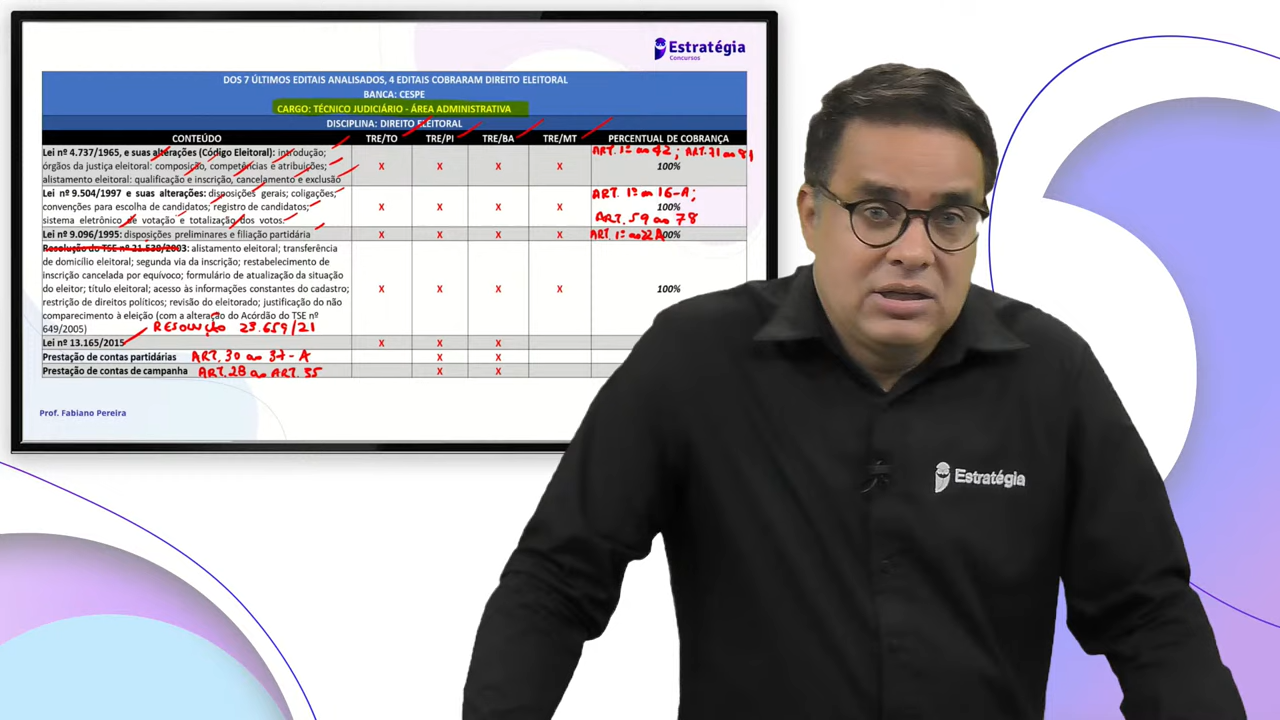 Estratégia
Concursos
DOS 7 ÚLTIMOS EDITAIS ANALISADOS, 4 EDITAIS COBRARAM DIREITO ELEITORAL
BANCA: CESPE
CARGO: TÉCNICO JUDICIÁRIO - ÁREA ADMINISTRATIVA
DISCIPLINA: DIREITO ELEITORAL
CONTEÚDO TRE/TO TRE/PI TRE/BA TRE/MT PERCENTUAL DE COBRANÇA
Lei nº 4.737/1965, e suas alterações (Código Eleitoral): introdução; ART. 1º ao 42; ART. 71 ao 81
órgãos da justiça eleitoral: composição, competências e atribuições; X X X X 100%
alistamento eleitoral: qualificação e inscrição, cancelamento e exclusão
Lei nº 9.504/1997 e suas alterações: disposições gerais; coligações; ART. 1º ao 16-A;
convenções para escolha de candidatos; registro de candidatos; X X X X 100%
sistema eletrônico de votação e totalização dos votos. ART. 59 ao 78
Lei nº 9.096/1995: disposições preliminares e filiação partidária X X X X ART. 1º ao 22A 00%
Resolução do TSE nº 21.538/2003: alistamento eleitoral; transferência
de domicílio eleitoral; segunda via da inscrição; restabelecimento de
inscrição cancelada por equívoco; formulário de atualização da situação
do eleitor; titulo eleitoral; acesso às informações constantes do cadastro; X X X X 100%
restrição de direitos políticos; revisão do eleitorado; justificação do não
comparecimento à eleição (com a alteração do Acórdão do TSE nº
649/2005) RESOLUÇÃO 23.659/21
Lei nº 13.165/2015 X X X
Prestação de contas partidárias ART. 30 ao 37-A X X
Prestação de contas de campanha ART. 28 ao ART. 35 X X
Prof. Fabiano Pereira
Estratégia